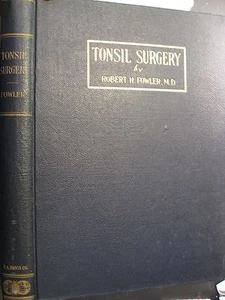 TONSIL
SURGERY
FOWLER
TONSIL SURGERY
by
ROBERT H. FOWLER, M.D.